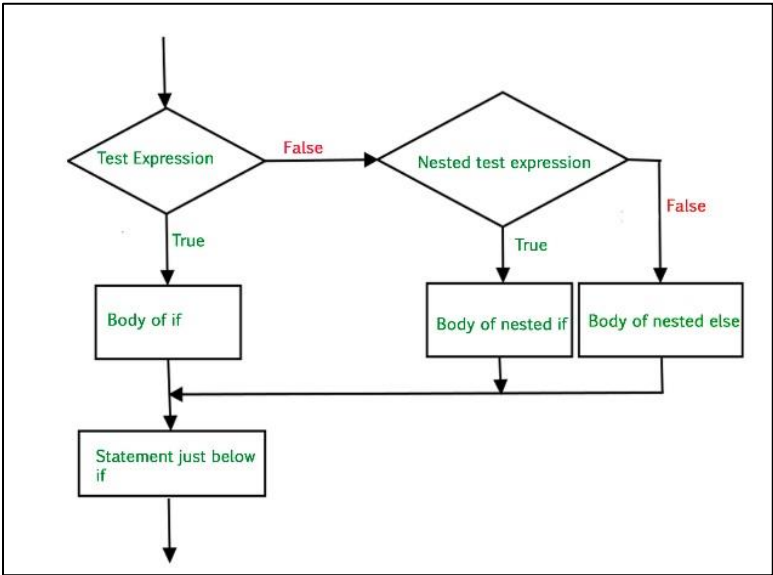 Test Expression
False
Nested test expression
False
True
True
Body of if
Body of nested if
Body of nested else
Statement just below
if